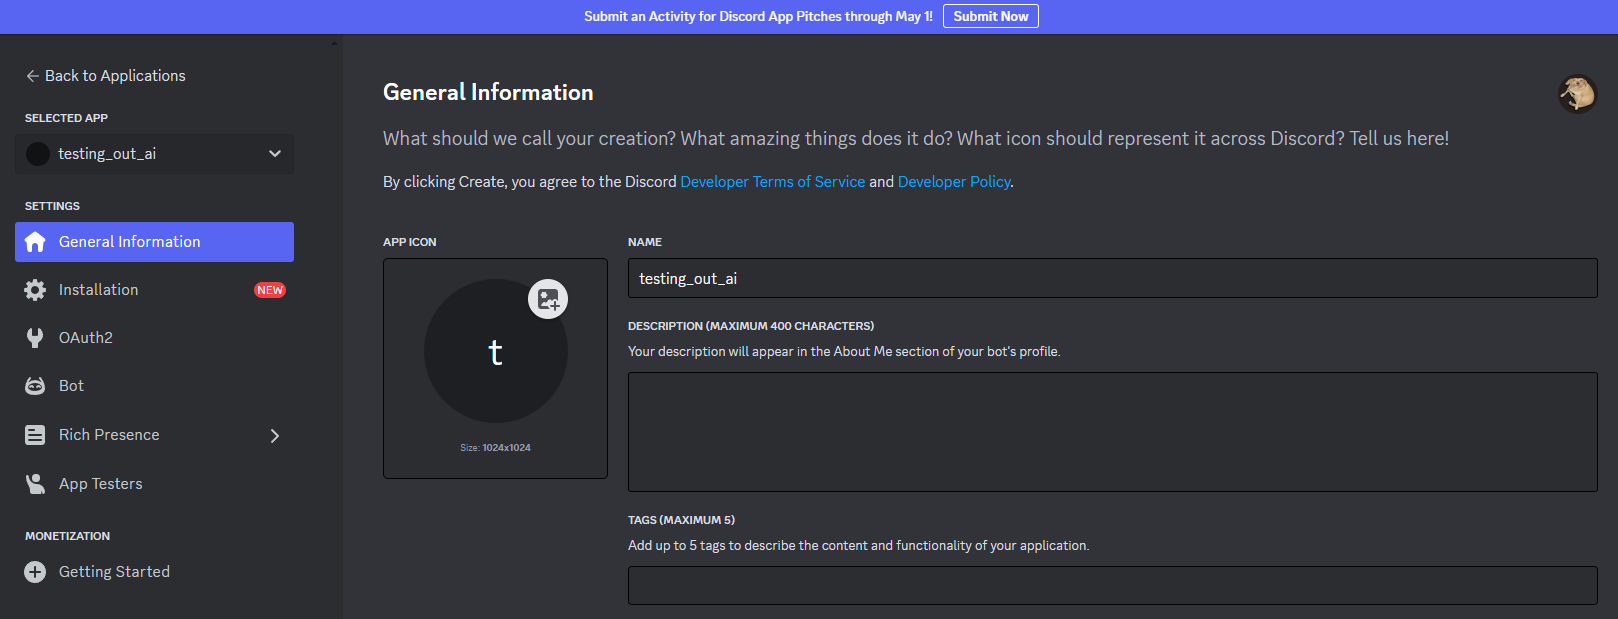 Submit an Activity for Discord App Pitches through May 1!
Submit Now
Back to Applications
SELECTED APP
testing_out_ai
SETTINGS
General Information
Installation
NEW
OAuth2
Bot
Rich Presence
App Testers
MONETIZATION
Getting Started
General Information
What should we call your creation? What amazing things does it do? What icon should represent it across Discord? Tell us here!
By clicking Create, you agree to the Discord Developer Terms of Service and Developer Policy.
APP ICON
t
Size: 1024x1024
NAME
testing_out_ai
DESCRIPTION (MAXIMUM 400 CHARACTERS)
Your description will appear in the About Me section of your bot's profile.
TAGS (MAXIMUM 5)
Add up to 5 tags to describe the content and functionality of your application.